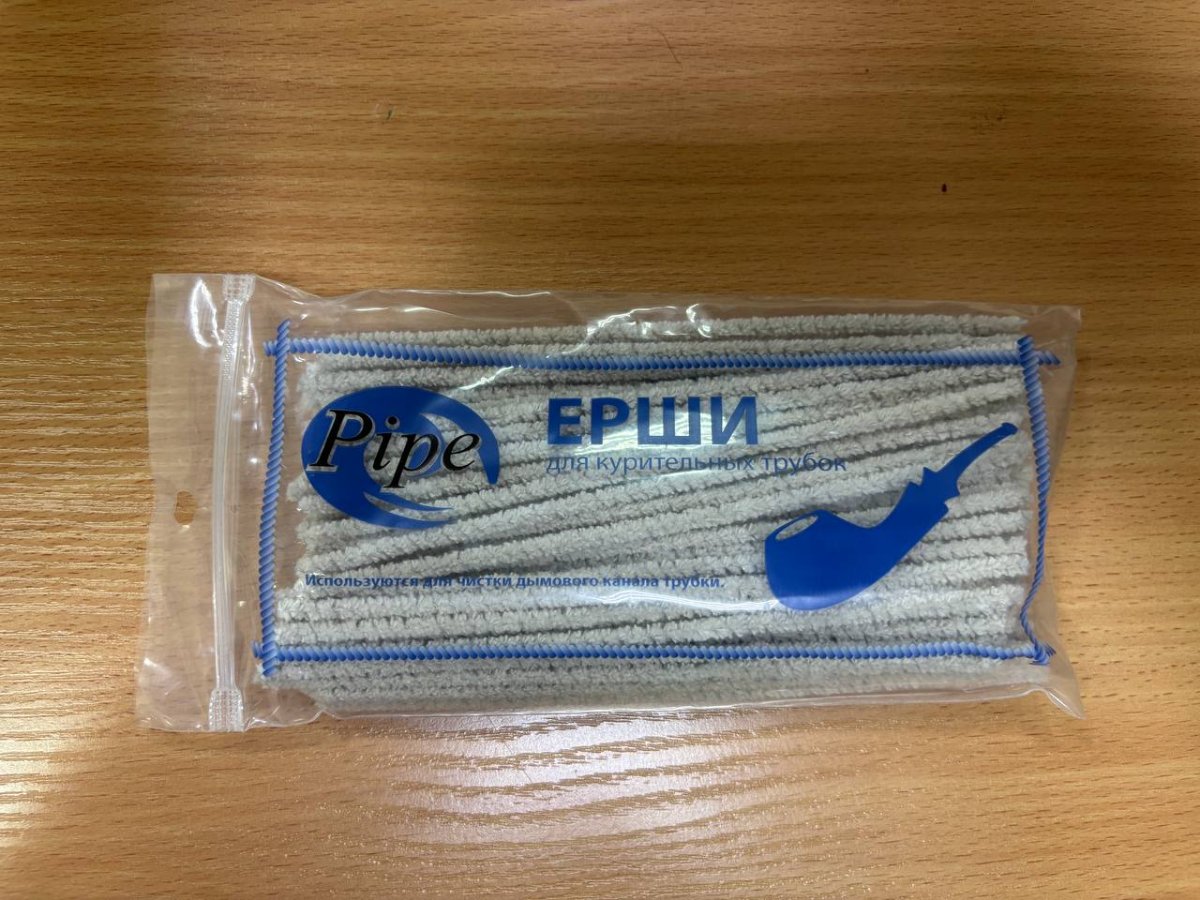 Pipe
ЕРШИ
для курительных трубок
Используются для чистки дымового канала трубки.